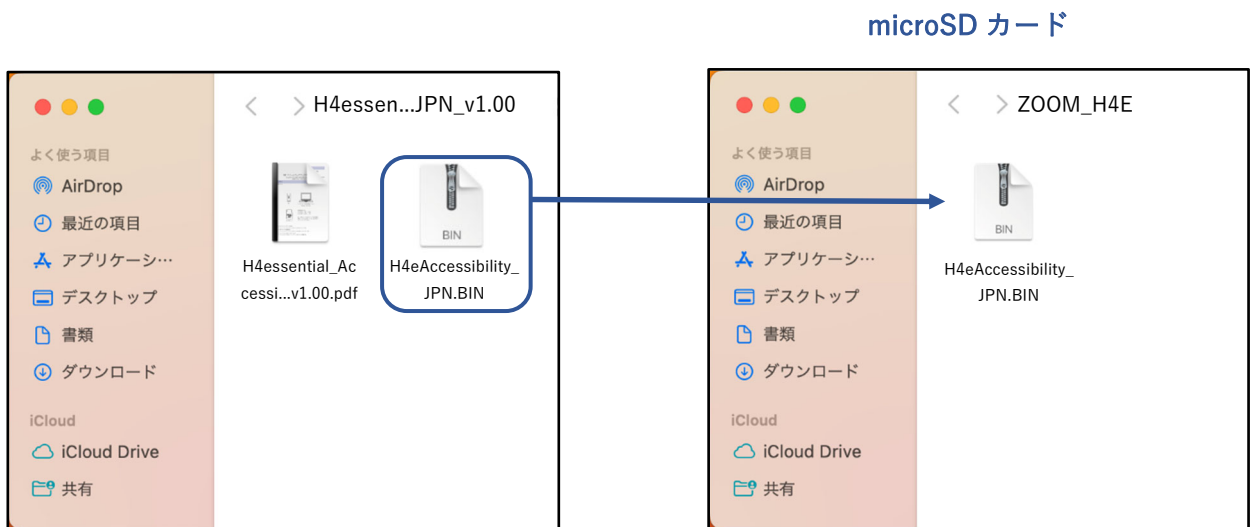 microSD カード
H4essen...JPN_v1.00
よく使う項目
AirDrop
最近の項目
アプリケーシ…
デスクトップ
書類
ダウンロード
iCloud
iCloud Drive
共有
H4essential_Ac
cessi...v1.00.pdf
BIN
H4eAccessibility_
JPN.BIN
ZOOM_H4E
よく使う項目
AirDrop
最近の項目
アプリケーシ…
デスクトップ
書類
ダウンロード
iCloud
iCloud Drive
共有
BIN
H4eAccessibility_
JPN.BIN